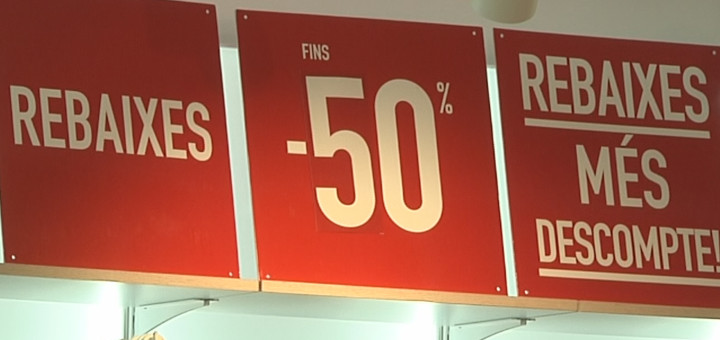 REBAIXES
FINS
-50%
REBAIXES
MÉS
DESCOMPTE!